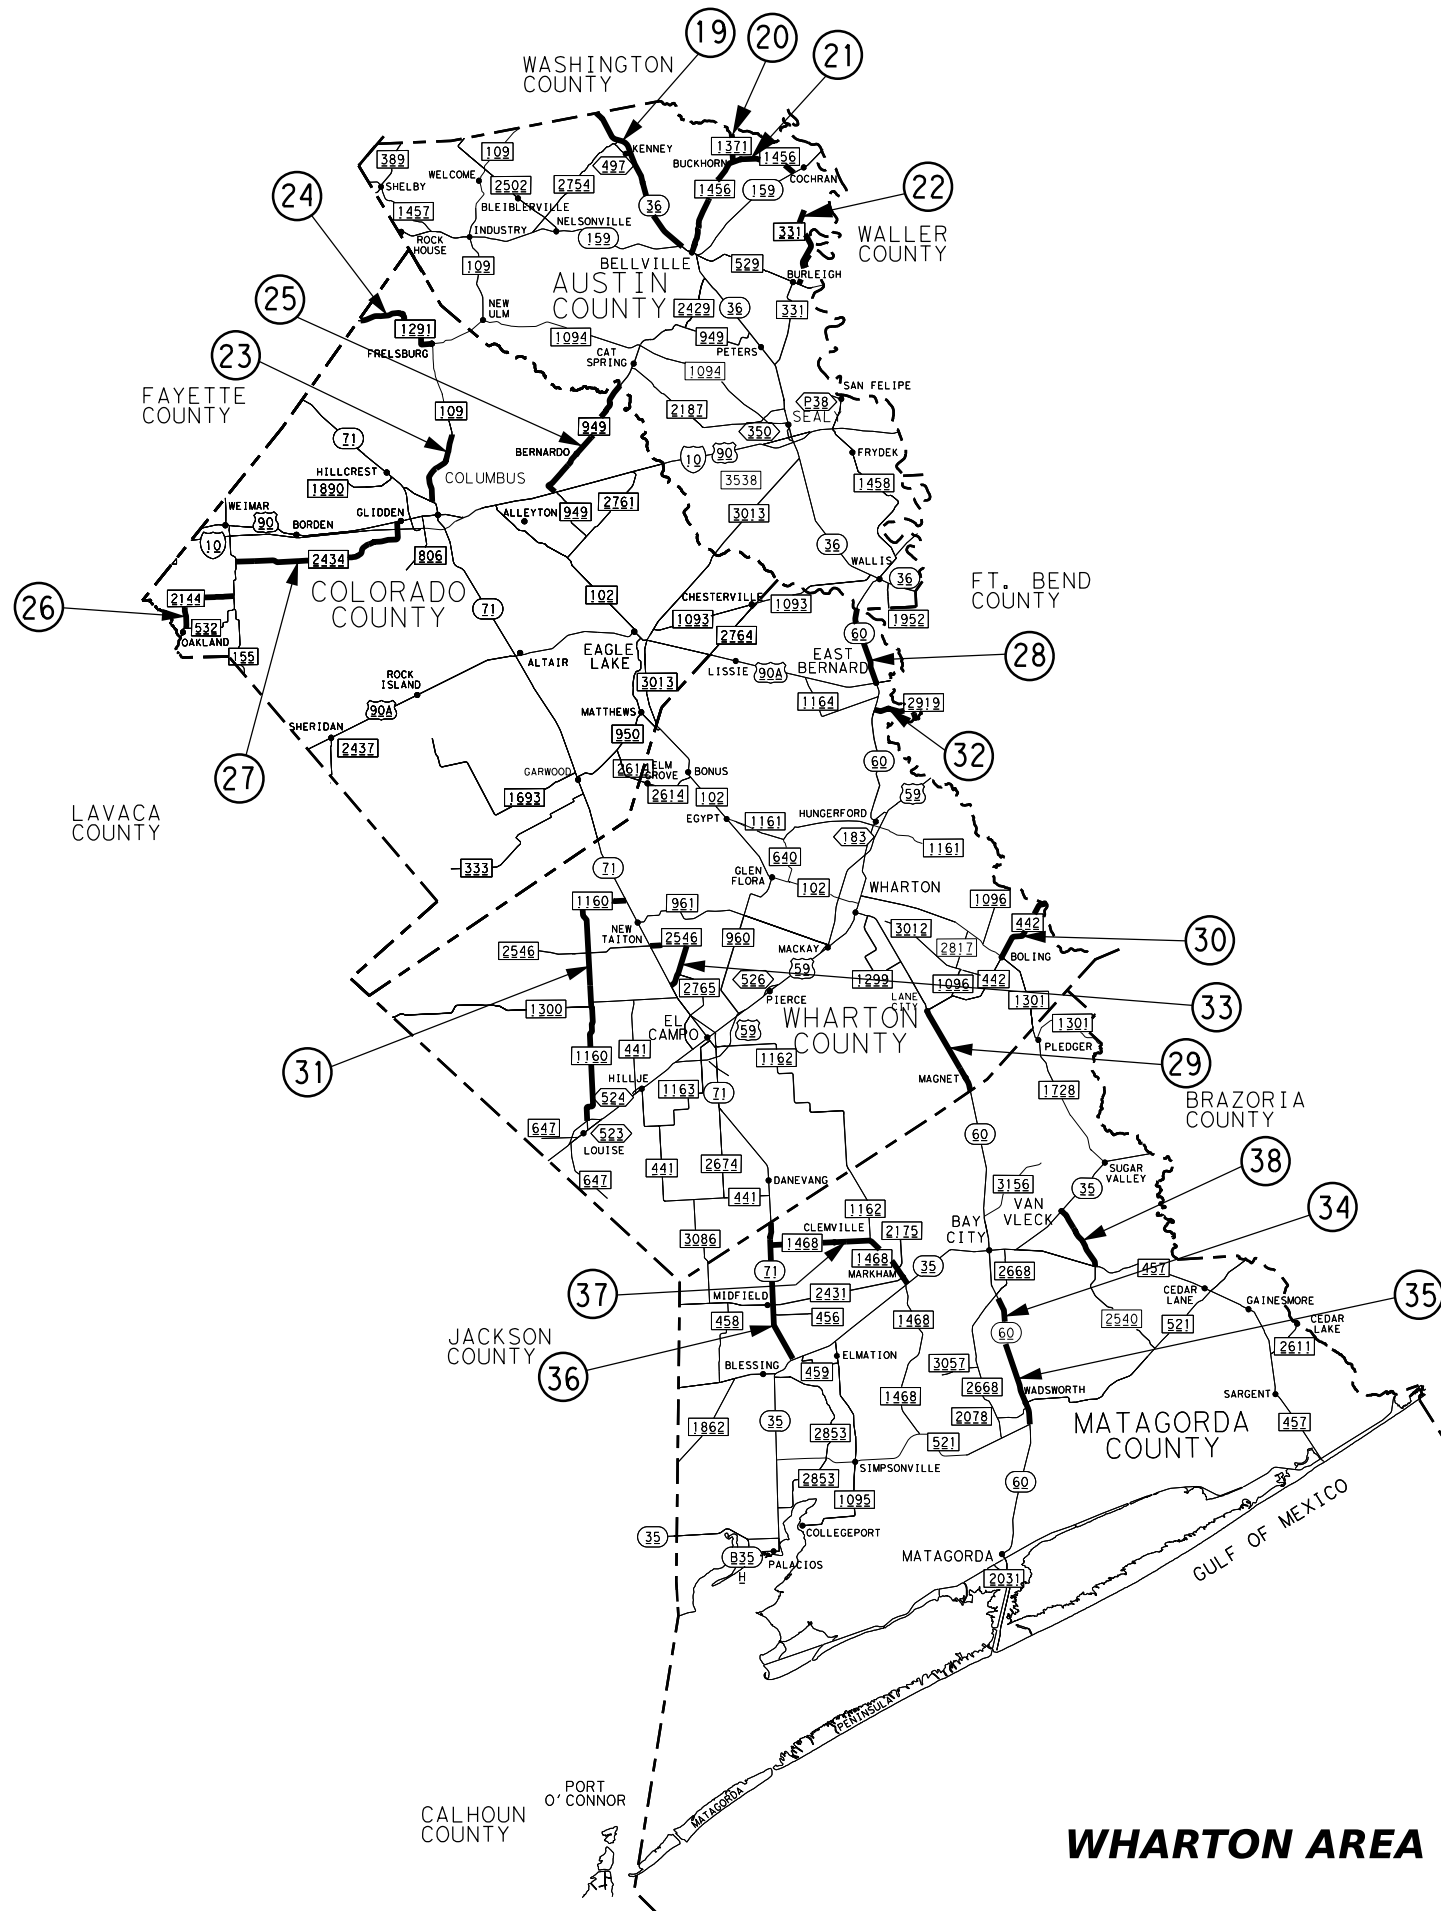 19
20
21
WASHINGTON
COUNTY
389
109
497
KENNEY
1371
BUCKHORN
1456
COCHRAN
WELCOME
SHELBY
2502
2754
BLEIBLERVILLE
1456
159
36
22
24
1457
ROCK
HOUSE
INDUSTRY
NELSONVILLE
159
331
WALLER
COUNTY
109
BELLVILLE
529
BURLEIGH
25
AUSTIN
COUNTY
NEW
ULM
2429
36
331
1291
FRELSBURG
1094
949
PETERS
23
CAT
SPRING
1094
FAYETTE
COUNTY
SAN FELIPE
P38
109
2187
SEALY
71
949
350
BERNARDO
10
90
FRYDEK
HILLCREST
1890
COLUMBUS
3538
1458
WEIMAR
90
BORDEN
GLIDDEN
ALLEYTON
949
2761
3013
10
806
36
WALLIS
2434
COLORADO
COUNTY
36
FT. BEND
COUNTY
26
2144
532
OAKLAND
155
71
102
CHESTERVILLE
1093
1093
2764
1952
60
EAGLE
LAKE
EAST
BERNARD
28
ALTAIR
LISSIE
90A
ROCK
ISLAND
90A
3013
1164
2919
SHERIDAN
2437
MATTHEWS
950
32
27
GARWOOD
2614
ELM
GROVE
2614
BONUS
60
1693
102
59
LAVACA
COUNTY
EGYPT
1161
HUNGERFORD
183
1161
333
71
640
GLEN
FLORA
102
WHARTON
1160
961
1096
442
NEW
TAITON
3012
30
2546
2546
960
MACKAY
2817
BOLING
59
526
PIERCE
1299
1096
442
2765
LANE
CITY
1301
33
1300
EL
CAMPO
59
WHARTON
COUNTY
1301
PLEDGER
31
1160
441
1162
29
HILLJE
1163
71
MAGNET
1728
BRAZORIA
COUNTY
524
647
523
LOUISE
60
38
441
2674
SUGAR
VALLEY
647
441
DANEVANG
3156
35
VAN
VLECK
34
1162
BAY
CITY
3086
CLEMVILLE
1468
2175
1468
MARKHAM
71
35
2668
457
37
MIDFIELD
2431
CEDAR
LANE
GAINESMORE
35
458
456
1468
2540
521
CEDAR
LAKE
60
JACKSON
COUNTY
2611
36
BLESSING
ELMATION
459
3057
2668
WADSWORTH
SARGENT
1468
35
1862
2853
2078
MATAGORDA
COUNTY
457
521
SIMPSONVILLE
2853
60
1095
GULF OF MEXICO
35
COLLEGEPORT
B35
H
PALACIOS
MATAGORDA
2031
PENINSULA
MATAGORDA
PORT
O'CONNOR
CALHOUN
COUNTY
WHARTON AREA